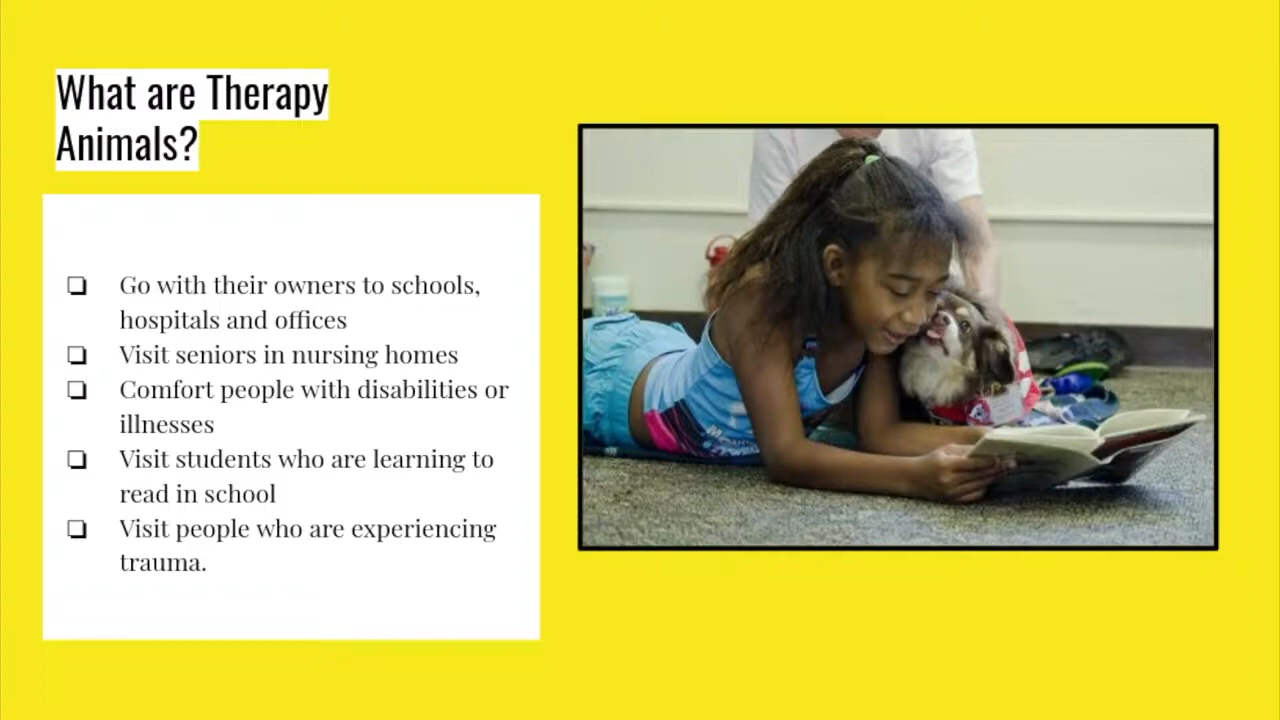 What are Therapy
Animals?
❏ Go with their owners to schools,
hospitals and offices
❏ Visit seniors in nursing homes
❏ Comfort people with disabilities or
illnesses
❏ Visit students who are learning to
read in school
❏ Visit people who are experiencing
trauma.